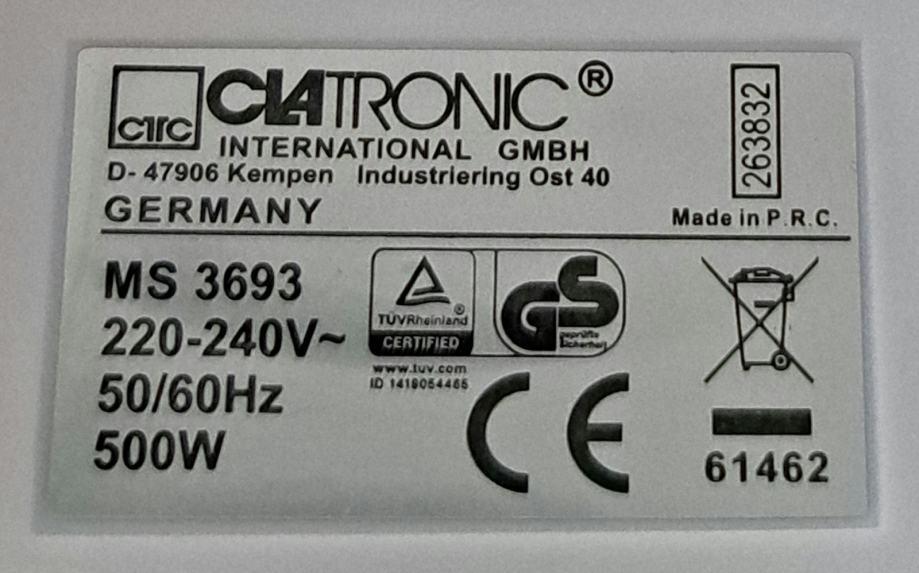 CTC CLATRONIC®
INTERNATIONAL GMBH
D- 47906 Kempen Industriering Ost 40
GERMANY
263832
Made in P.R.C.
MS 3693
220-240V~
50/60Hz
500W
TÜVRheinland®
CERTIFIED
www.tuv.com
ID 1419054465
GS
geprüfte
Sicherheit
CE
61462